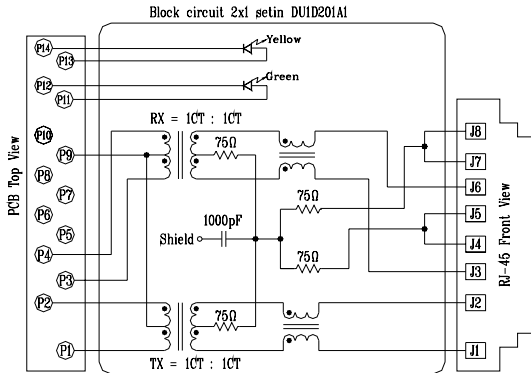 Block circuit 2x1 setin DU1D201A1
P14
Yellow
P13
P12
Green
P11
RX = 1CT : 1CT
P10
75Ω
J8
P9
J7
P8
J6
P7
75Ω
P6
1000pF
J5
P5
Shield
J4
P4
75Ω
J3
P3
P2
J2
75Ω
P1
J1
TX = 1CT : 1CT
PCB Top View
RJ-45 Front View